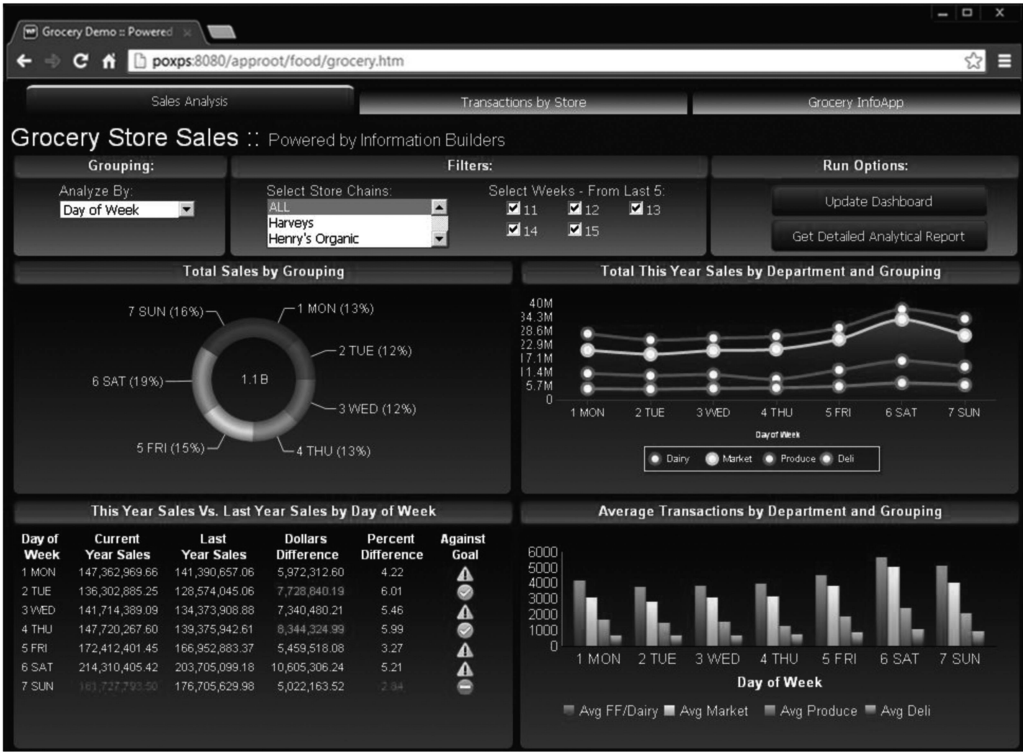 Grocery Demo :: Powered
poxps:8080/approot/food/grocery.htm
Sales Analysis Transactions by Store Grocery InfoApp
Grocery Store Sales :: Powered by Information Builders
Grouping: Filters: Run Options:
Analyze By: Select Store Chains: Select Weeks - From Last 5:
Day of Week ALL 11 12 13 Update Dashboard
Harveys
Henry's Organic 14 15 Get Detailed Analytical Report
Total Sales by Grouping
7 SUN (16%) 1 MON (13%)
2 TUE (12%)
6 SAT (19%) 1.1 B
3 WED (12%)
5 FRI (15%) 4 THU (13%)
Total This Year Sales by Department and Grouping
40M
34.3M
28.6M
22.9M
17.1M
11.4M
5.7M
0
1 MON 2 TUE 3 WED 4 THU 5 FRI 6 SAT 7 SUN
Day of Week
Dairy Market Produce Deli
This Year Sales Vs. Last Year Sales by Day of Week
Day of Current Last Dollars Percent Against
Week Year Sales Year Sales Difference Difference Goal
1 MON 147,362,969.66 141,390,657.06 5,972,312.60 4.22
2 TUE 136,302,885.25 128,574,045.06 7,728,840.19 6.01
3 WED 141,714,389.09 134,373,908.88 7,340,480.21 5.46
4 THU 147,720,267.60 139,375,942.61 8,344,324.99 5.99
5 FRI 172,412,401.45 166,952,883.37 5,459,518.08 3.27
6 SAT 214,310,405.42 203,705,099.18 10,605,306.24 5.21
7 SUN 176,705,629.98 5,022,163.52 2.84
Average Transactions by Department and Grouping
6000
5000
4000
3000
2000
1000
1 MON 2 TUE 3 WED 4 THU 5 FRI 6 SAT 7 SUN
Day of Week
Avg FF/Dairy Avg Market Avg Produce Avg Deli